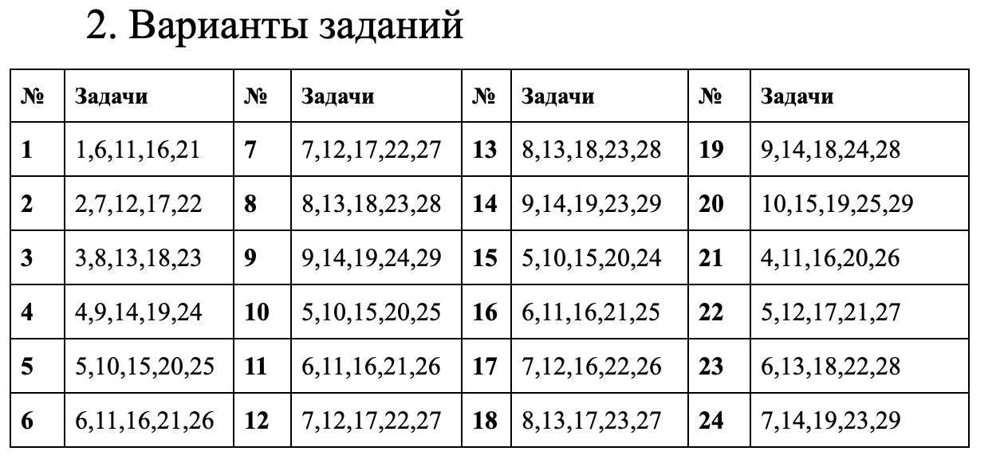 2. Варианты заданий
№ Задачи № Задачи № Задачи № Задачи
1 1,6,11,16,21 7 7,12,17,22,27 13 8,13,18,23,28 19 9,14,18,24,28
2 2,7,12,17,22 8 8,13,18,23,28 14 9,14,19,23,29 20 10,15,19,25,29
3 3,8,13,18,23 9 9,14,19,24,29 15 5,10,15,20,24 21 4,11,16,20,26
4 4,9,14,19,24 10 5,10,15,20,25 16 6,11,16,21,25 22 5,12,17,21,27
5 5,10,15,20,25 11 6,11,16,21,26 17 7,12,16,22,26 23 6,13,18,22,28
6 6,11,16,21,26 12 7,12,17,22,27 18 8,13,17,23,27 24 7,14,19,23,29